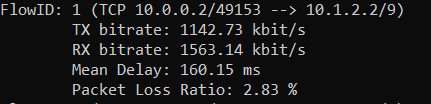 FlowID: 1 (TCP 10.0.0.2/49153 --> 10.1.2.2/9)
TX bitrate: 1142.73 kbit/s
RX bitrate: 1563.14 kbit/s
Mean Delay: 160.15 ms
Packet Loss Ratio: 2.83 %